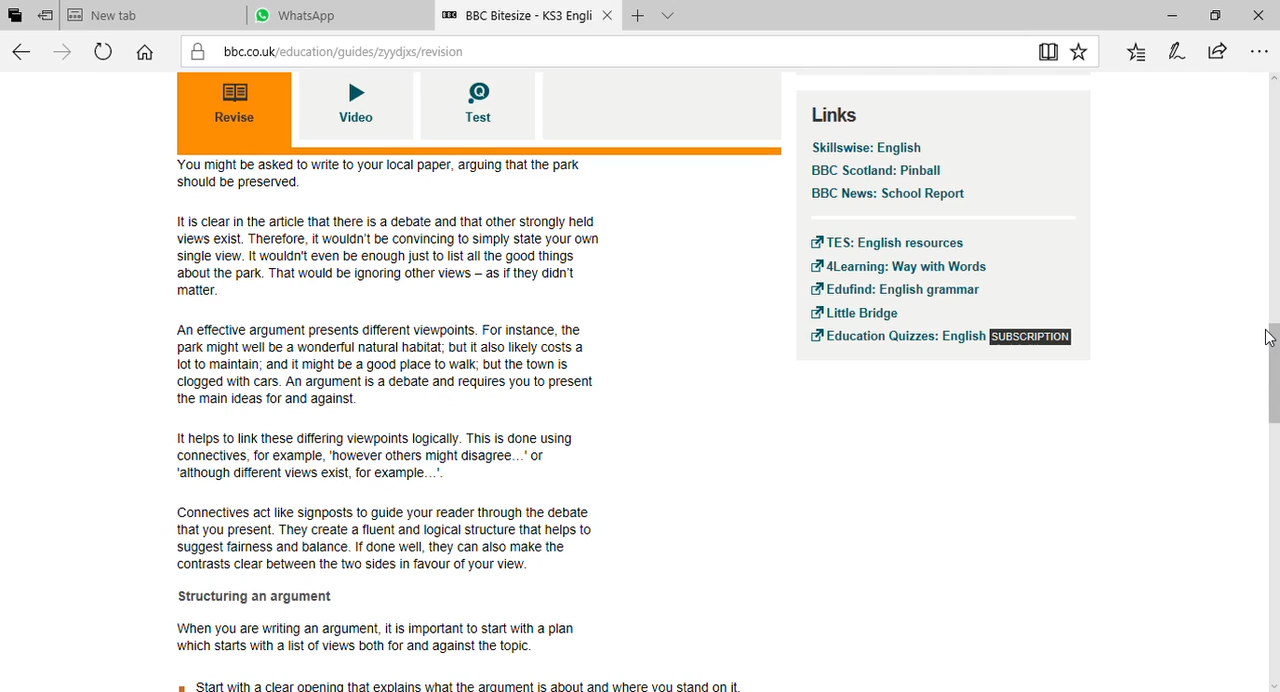 New tab
WhatsApp
BBC Bitesize - KS3 Engli
bbc.co.uk/education/guides/zyydjxs/revision
Revise
Video
Test
You might be asked to write to your local paper, arguing that the park
should be preserved.
It is clear in the article that there is a debate and that other strongly held
views exist. Therefore, it wouldn't be convincing to simply state your own
single view. It wouldn't even be enough just to list all the good things
about the park. That would be ignoring other views – as if they didn't
matter.
An effective argument presents different viewpoints. For instance, the
park might well be a wonderful natural habitat; but it also likely costs a
lot to maintain; and it might be a good place to walk; but the town is
clogged with cars. An argument is a debate and requires you to present
the main ideas for and against.
It helps to link these differing viewpoints logically. This is done using
connectives, for example, 'however others might disagree…' or
'although different views exist, for example…'.
Connectives act like signposts to guide your reader through the debate
that you present. They create a fluent and logical structure that helps to
suggest fairness and balance. If done well, they can also make the
contrasts clear between the two sides in favour of your view.
Structuring an argument
When you are writing an argument, it is important to start with a plan
which starts with a list of views both for and against the topic.
Start with a clear opening that explains what the argument is about and where you stand on it.
Links
Skillswise: English
BBC Scotland: Pinball
BBC News: School Report
TES: English resources
4Learning: Way with Words
Edufind: English grammar
Little Bridge
Education Quizzes: English SUBSCRIPTION